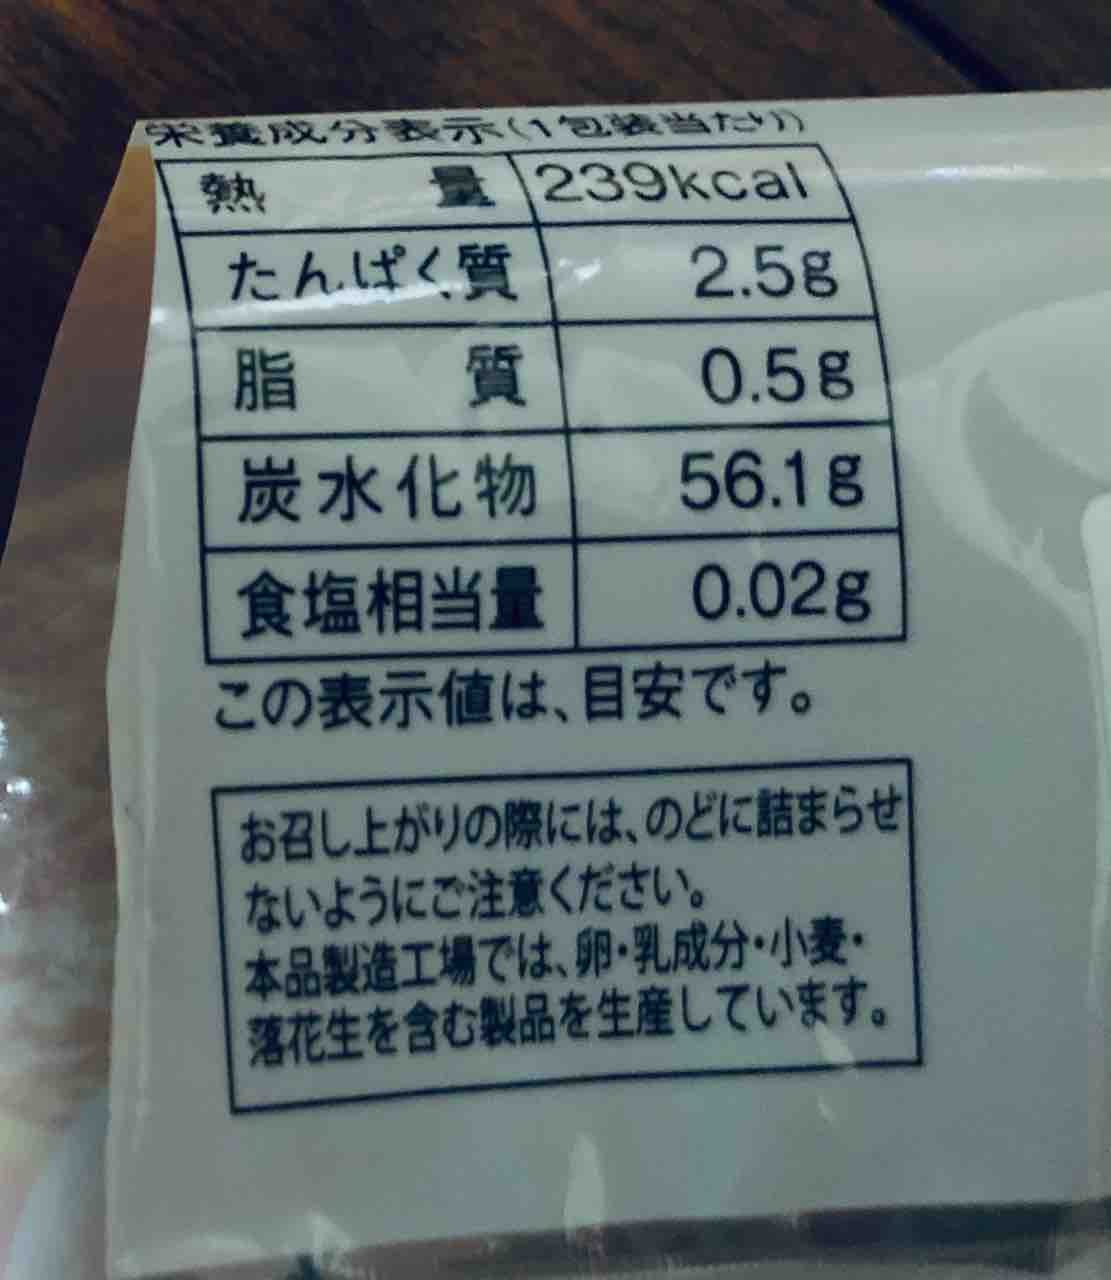 栄養成分表示(1包装当たり)
熱量 239kcal
たんぱく質 2.5g
脂質 0.5g
炭水化物 56.1g
食塩相当量 0.02g
この表示値は、目安です。
お召し上がりの際には、のどに詰まらせ
ないようにご注意ください。
本品製造工場では、卵・乳成分・小麦・
落花生を含む製品を生産しています。